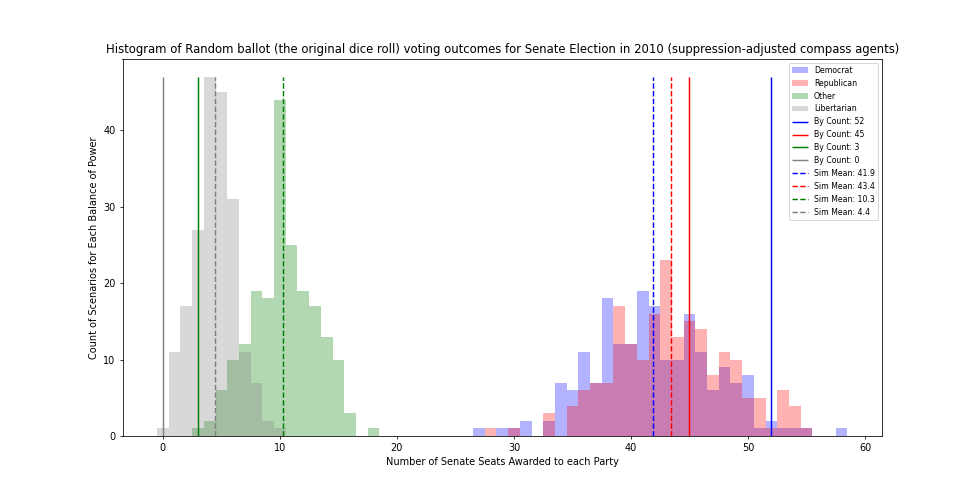 Histogram of Random ballot (the original dice roll) voting outcomes for Senate Election in 2010 (suppression-adjusted compass agents)
Democrat
Republican
Other
Libertarian
By Count: 52
By Count: 45
By Count: 3
By Count: 0
Sim Mean: 41.9
Sim Mean: 43.4
Sim Mean: 10.3
Sim Mean: 4.4
Count of Scenarios for Each Balance of Power
40
30
20
10
0
0 10 20 30 40 50 60
Number of Senate Seats Awarded to each Party